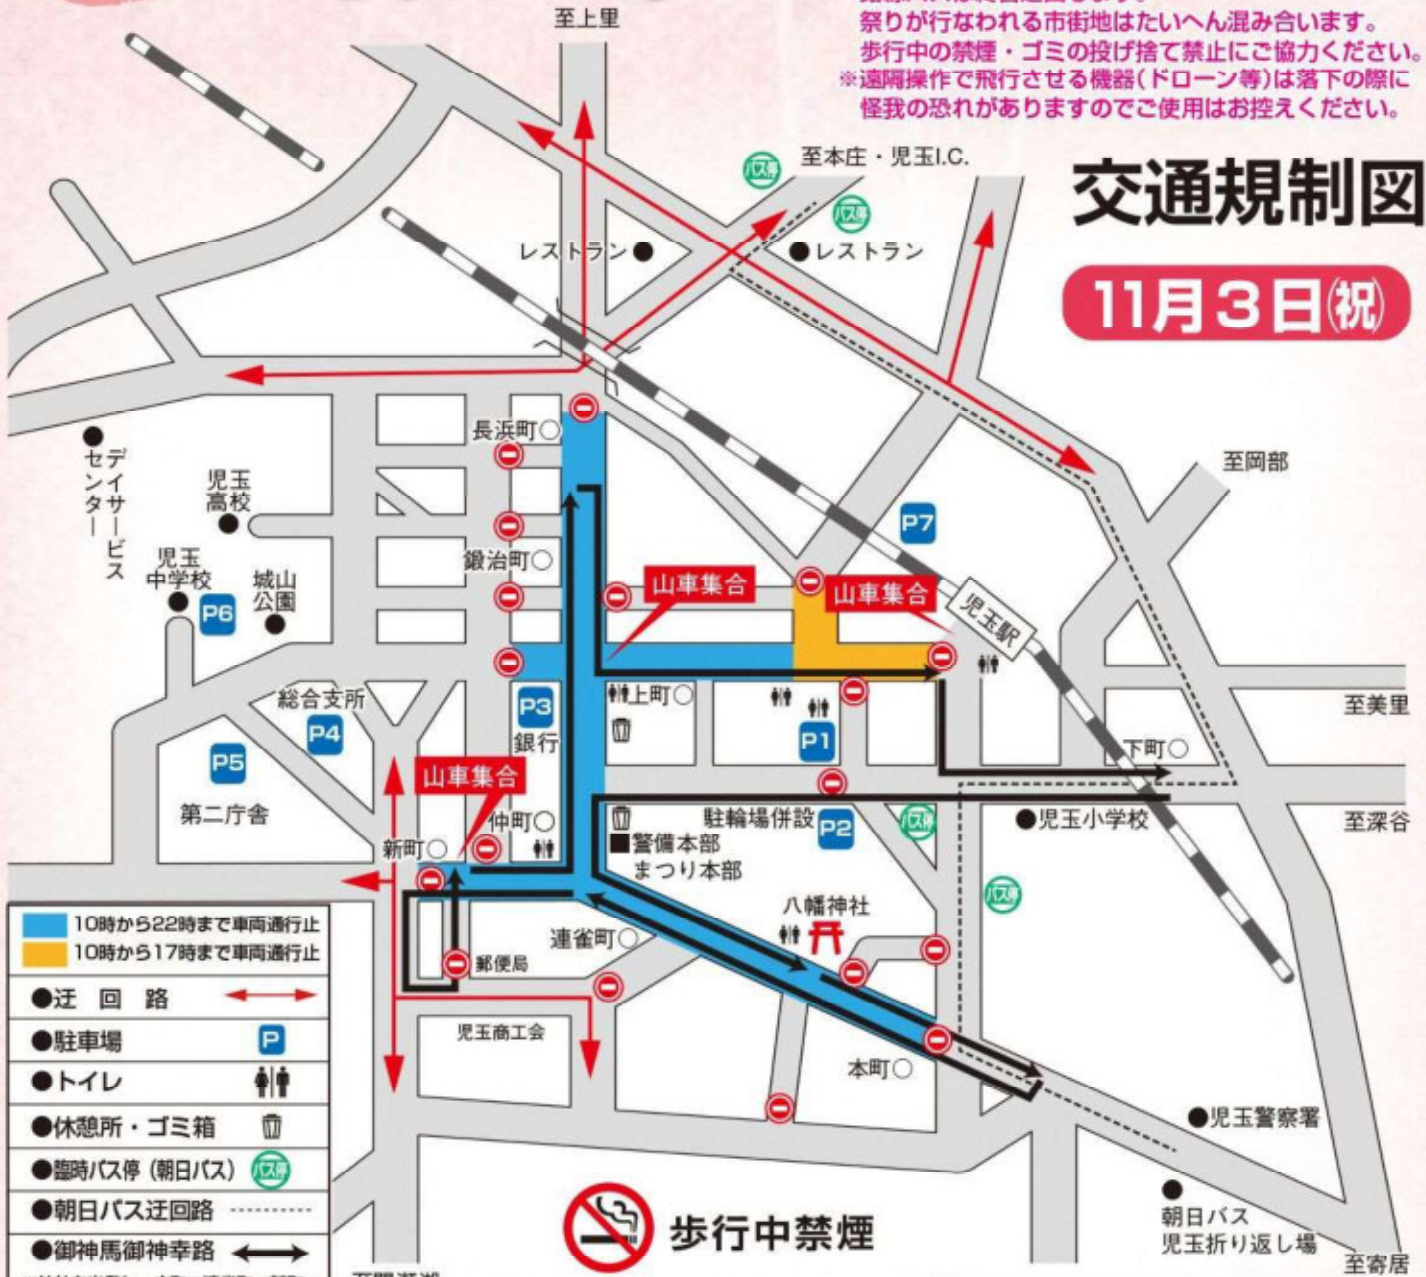 祭りが行なわれる市街地はたいへん混み合います。
歩行中の禁煙・ゴミの投げ捨て禁止にご協力ください。
※遠隔操作で飛行させる機器(ドローン等)は落下の際に
怪我の恐れがありますのでご使用はお控えください。
交通規制図
11月3日(祝)
至上里
至本庄・児玉I.C.
バス停
バス停
レストラン
レストラン
長浜町
デイサービス
センター
児玉
高校
児玉
中学校
P6
城山
公園
鍛治町
山車集合
山車集合
P7
至岡部
児玉駅
総合支所
P4
P5
第二庁舎
P3
銀行
上町
P1
至美里
下町
山車集合
仲町
新町
駐輪場併設
P2
バス停
児玉小学校
至深谷
■警備本部
まつり本部
バス停
八幡神社
連雀町
郵便局
児玉商工会
本町
児玉警察署
朝日バス
児玉折り返し場
至寄居
10時から22時まで車両通行止
10時から17時まで車両通行止
●迂回路
●駐車場 P
●トイレ
●休憩所・ゴミ箱
●臨時バス停(朝日バス) バス停
●朝日バス迂回路
●御神馬御神幸路
歩行中禁煙